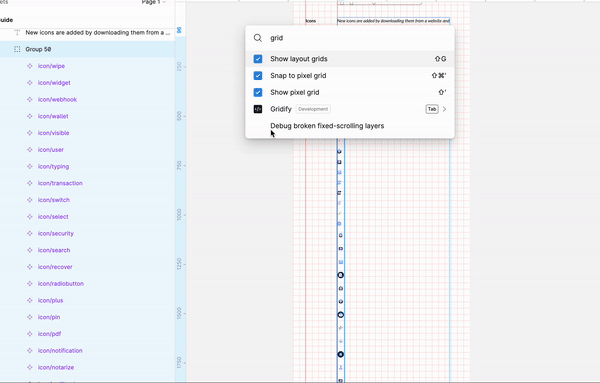 ets
Page 1
uide
New icons are added by downloading them from a ...
Group 50
icon/wipe
icon/widget
icon/webhook
icon/wallet
icon/visible
icon/user
icon/typing
icon/transaction
icon/switch
icon/select
icon/security
icon/search
icon/recover
icon/radiobutton
icon/plus
icon/pin
icon/pdf
icon/notification
icon/notarize
96
250
500
750
1000
1250
1500
1750
Icons
New icons are added by downloading them from a website and
grid
Show layout grids ⇧G
Snap to pixel grid ⇧⌘'
Show pixel grid ⇧'
Gridify Development Tab
Debug broken fixed-scrolling layers